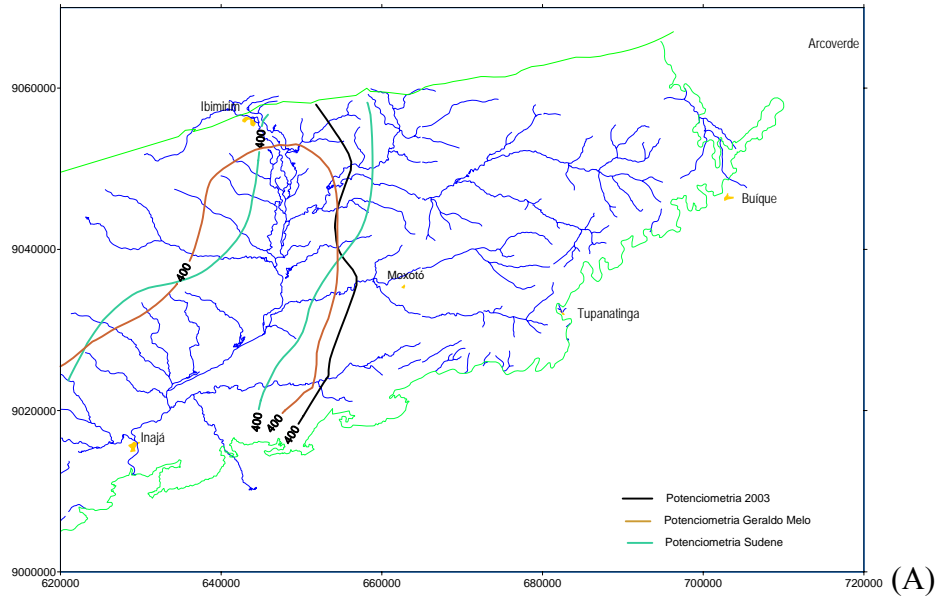 Arcoverde
9060000
Ibimirim
400
Buíque
9040000
400
Moxotó
Tupanatinga
9020000
400
400
400
Inajá
Potenciometria 2003
Potenciometria Geraldo Melo
Potenciometria Sudene
9000000
620000 640000 660000 680000 700000 720000
(A)